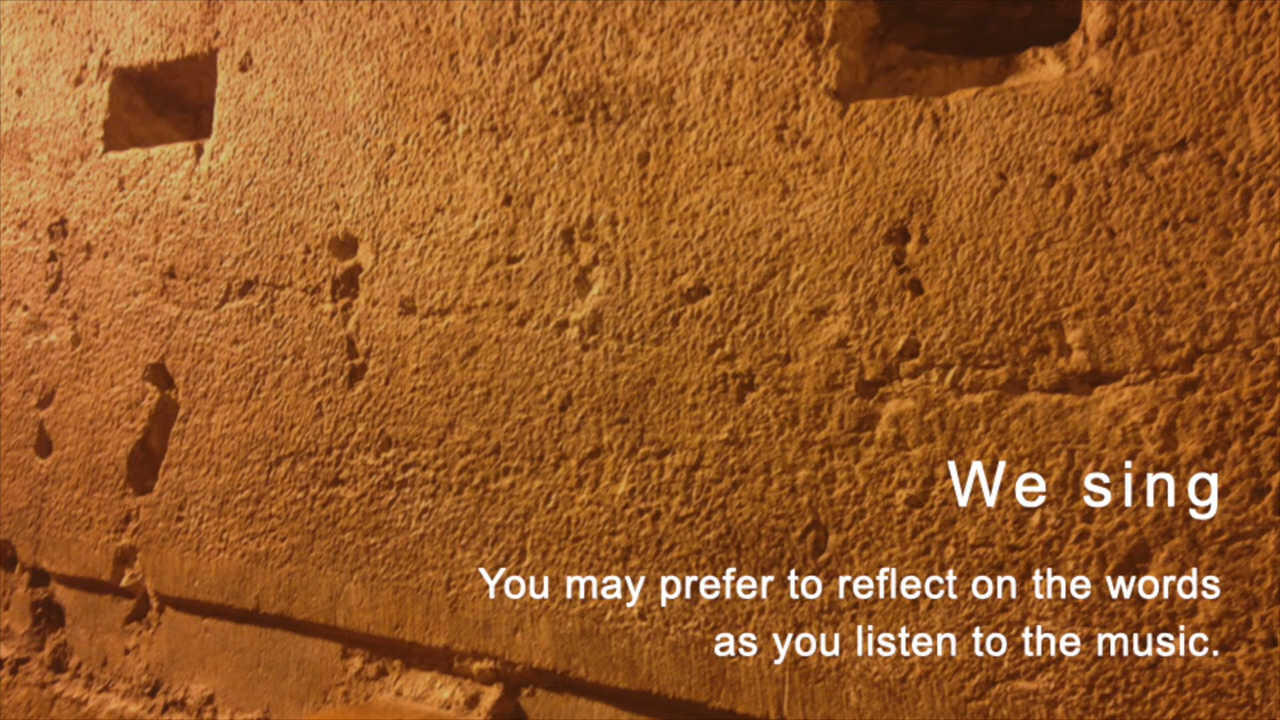 We sing
You may prefer to reflect on the words
as you listen to the music.